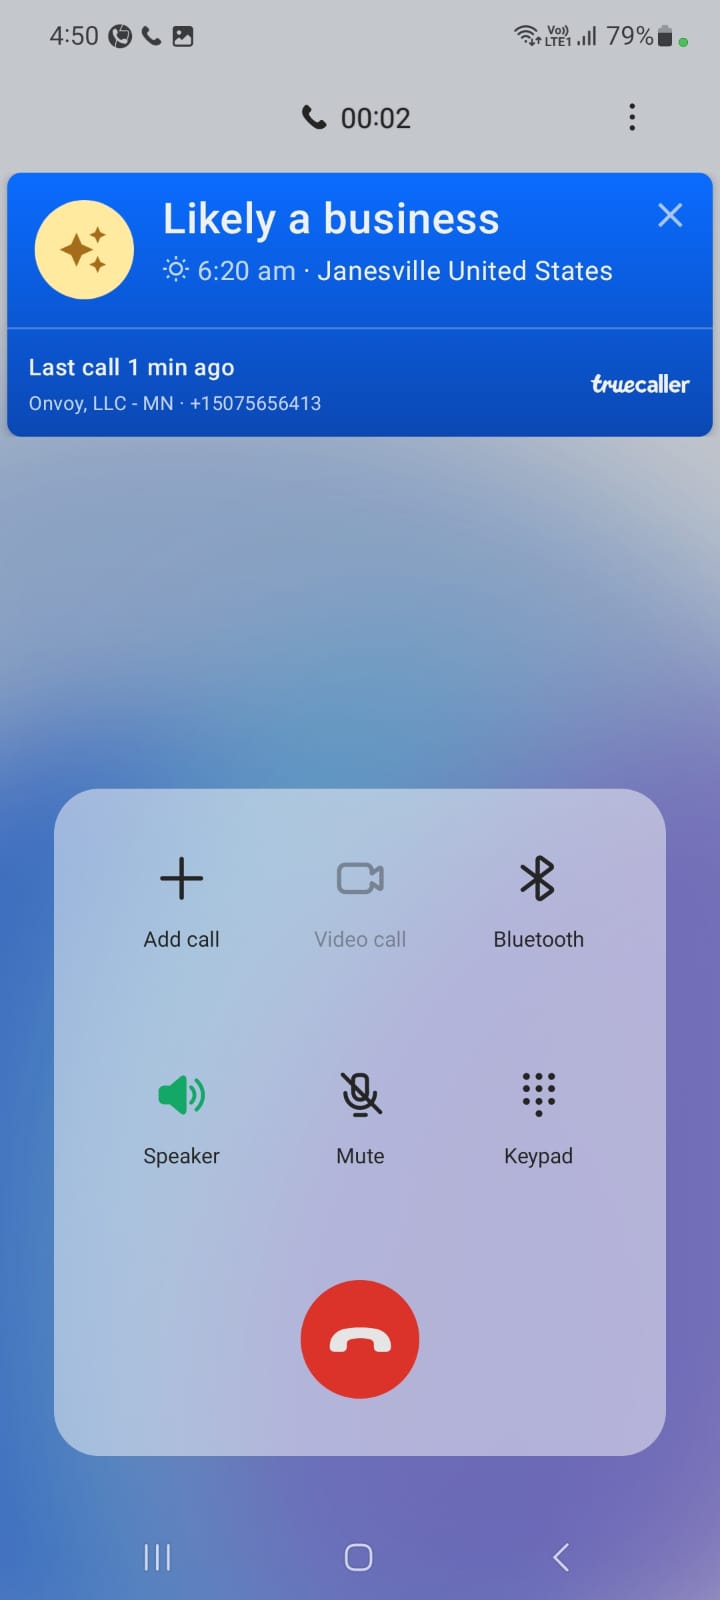 4:50
Vo)) LTE1 79%
00:02
Likely a business
6:20 am · Janesville United States
Last call 1 min ago
Onvoy, LLC - MN · +15075656413
truecaller
Add call
Video call
Bluetooth
Speaker
Mute
Keypad